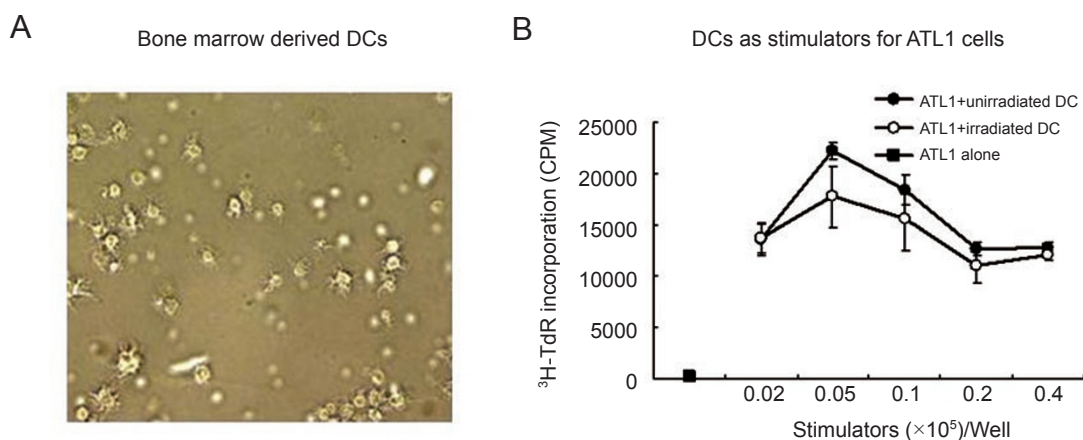 A
Bone marrow derived DCs
B
DCs as stimulators for ATL1 cells
ATL1+unirradiated DC
ATL1+irradiated DC
ATL1 alone
³H-TdR incorporation (CPM)
25000
20000
15000
10000
5000
0
0.02 0.05 0.1 0.2 0.4
Stimulators (×10⁵)/Well